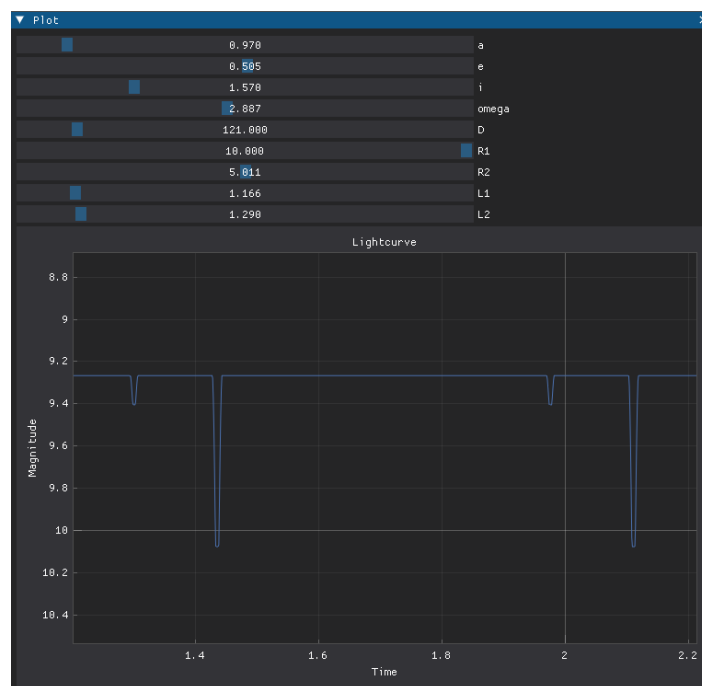 Plot
0.970 a
0.505 e
1.570 i
2.887 omega
121.000 D
10.000 R1
5.011 R2
1.166 L1
1.290 L2
Lightcurve
8.8
9
9.2
9.4
9.6
9.8
10
10.2
10.4
Magnitude
1.4 1.6 1.8 2 2.2
Time